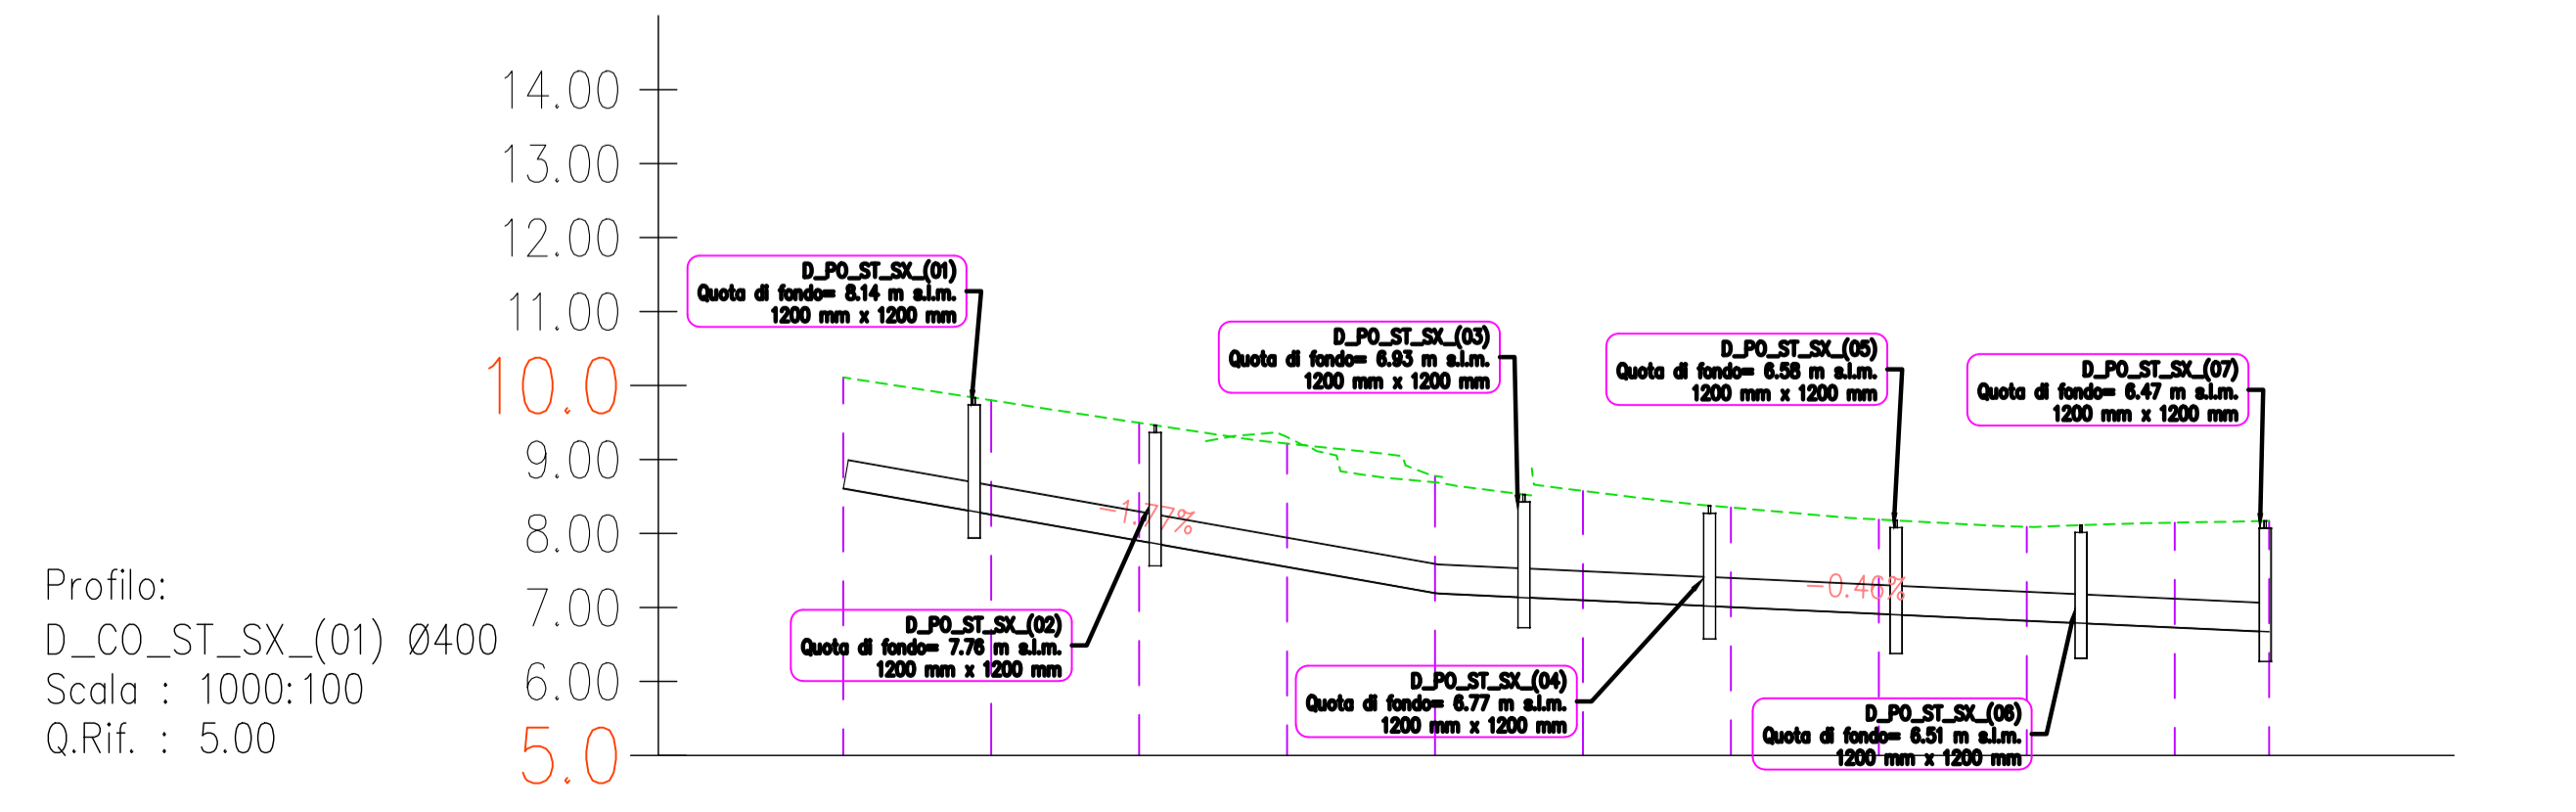 14.00
13.00
12.00
11.00
10.0
9.00
8.00
7.00
6.00
5.0
Profilo:
D_CO_ST_SX_(01) Ø400
Scala : 1000:100
Q.Rif. : 5.00
D_PO_ST_SX_(01)
Quota di fondo= 8.14 m s.l.m.
1200 mm x 1200 mm
D_PO_ST_SX_(02)
Quota di fondo= 7.76 m s.l.m.
1200 mm x 1200 mm
-1.77%
D_PO_ST_SX_(03)
Quota di fondo= 6.93 m s.l.m.
1200 mm x 1200 mm
D_PO_ST_SX_(04)
Quota di fondo= 6.77 m s.l.m.
1200 mm x 1200 mm
D_PO_ST_SX_(05)
Quota di fondo= 6.58 m s.l.m.
1200 mm x 1200 mm
-0.46%
D_PO_ST_SX_(06)
Quota di fondo= 6.51 m s.l.m.
1200 mm x 1200 mm
D_PO_ST_SX_(07)
Quota di fondo= 6.47 m s.l.m.
1200 mm x 1200 mm